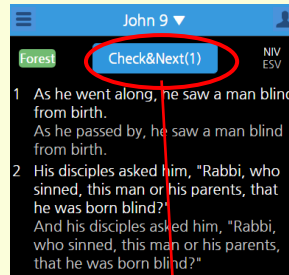 John 9 ▼
Forest
Check&Next(1)
NIV
ESV
1 As he went along, he saw a man blind
from birth.
As he passed by, he saw a man blind
from birth.
2 His disciples asked him, "Rabbi, who
sinned, this man or his parents, that
he was born blind?"
And his disciples asked him, "Rabbi,
who sinned, this man or his parents,
that he was born blind?"